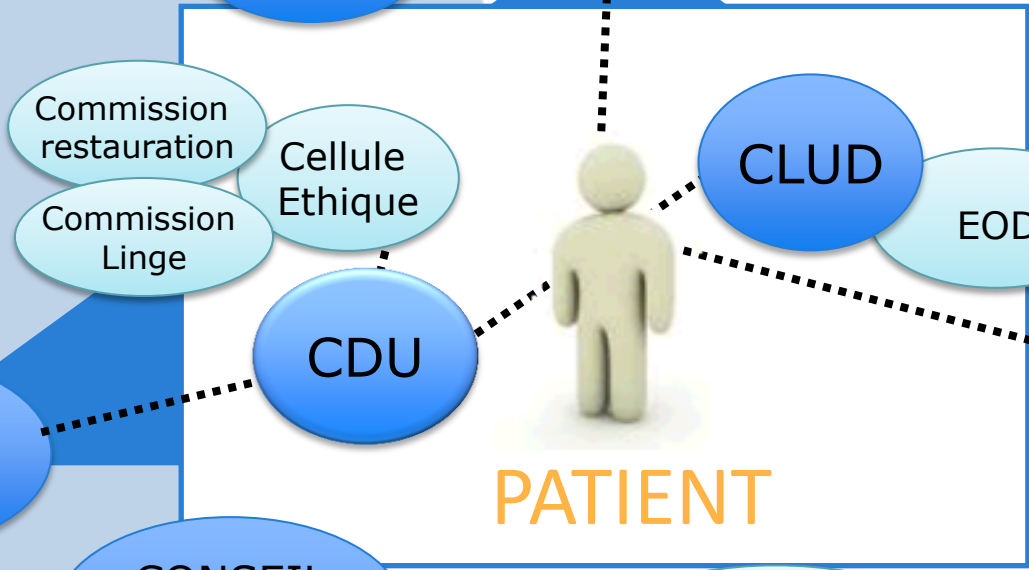 Commission
restauration
Cellule
Ethique
Commission
Linge
CLUD
CDU
PATIENT